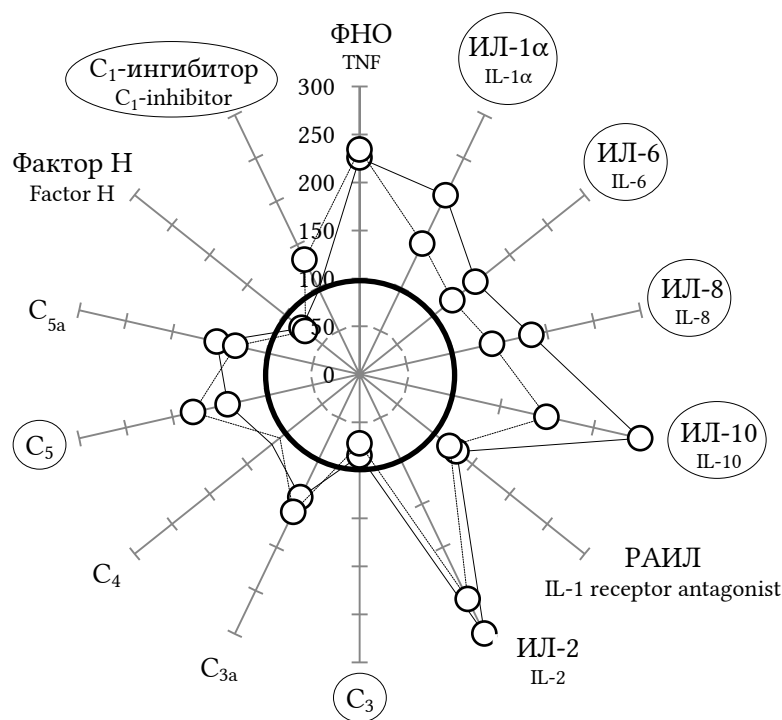 ФНО
TNF
ИЛ-1α
IL-1α
ИЛ-6
IL-6
ИЛ-8
IL-8
ИЛ-10
IL-10
РАИЛ
IL-1 receptor antagonist
ИЛ-2
IL-2
C3
C3a
C4
C5
C5a
Фактор H
Factor H
C1-ингибитор
C1-inhibitor
300
250
200
150
100
50
0